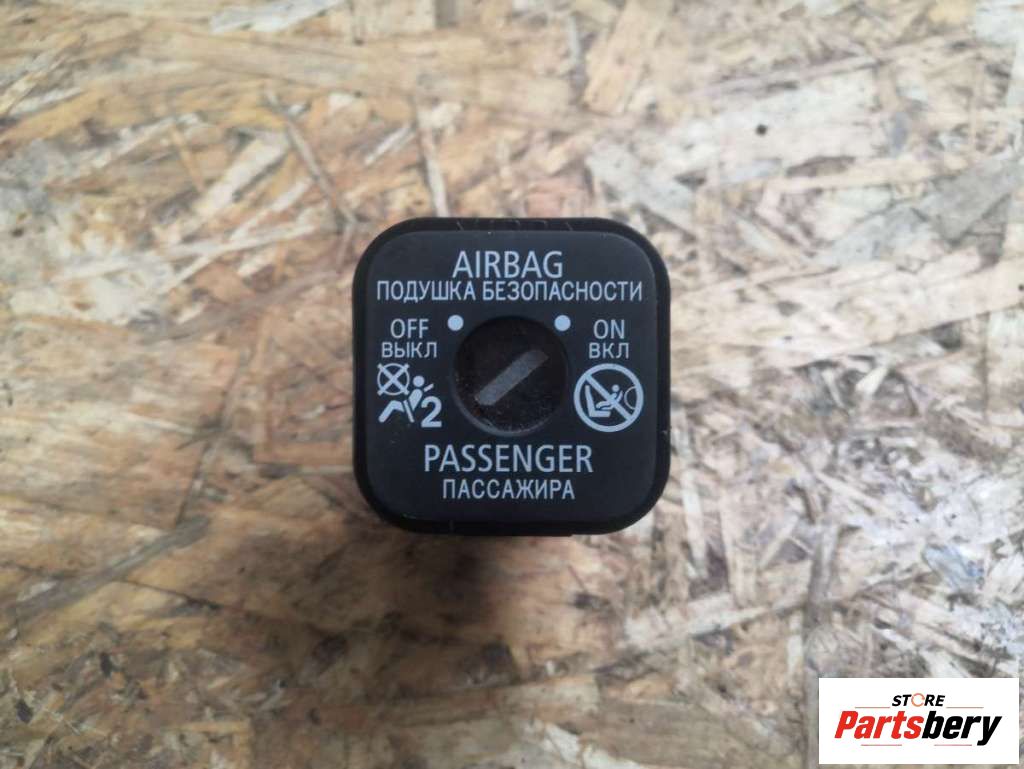 AIRBAG
ПОДУШКА БЕЗОПАСНОСТИ
OFF
ВЫКЛ
ON
ВКЛ
2
PASSENGER
ПАССАЖИРА
STORE
Partsbery